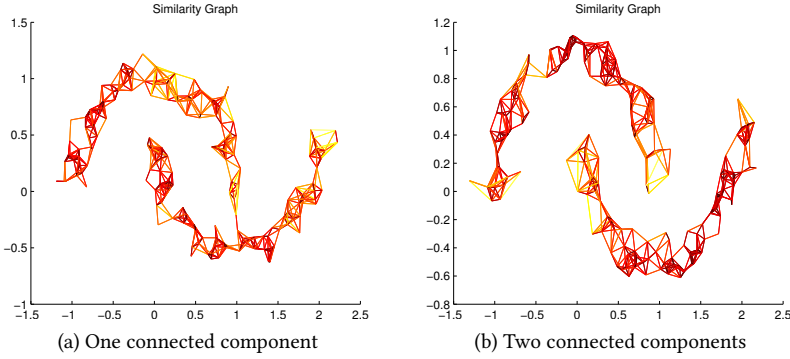 Similarity Graph
1.5
1
0.5
0
−0.5
−1
−1.5 −1 −0.5 0 0.5 1 1.5 2 2.5
(a) One connected component
Similarity Graph
1.2
1
0.8
0.6
0.4
0.2
0
−0.2
−0.4
−0.6
−0.8
−1.5 −1 −0.5 0 0.5 1 1.5 2 2.5
(b) Two connected components